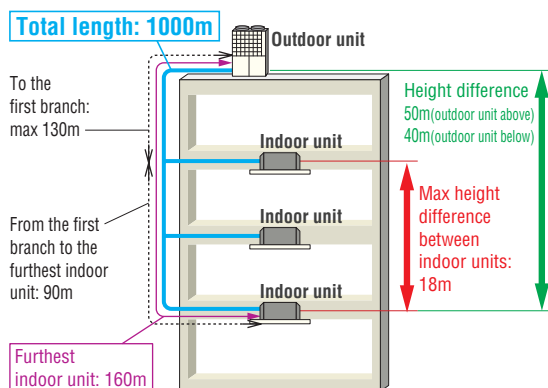 Total length: 1000m
Outdoor unit
To the
first branch:
max 130m
Height difference
50m(outdoor unit above)
40m(outdoor unit below)
Indoor unit
Max height
difference
between
indoor units:
18m
Indoor unit
From the first
branch to the
furthest indoor
unit: 90m
Indoor unit
Furthest
indoor unit: 160m